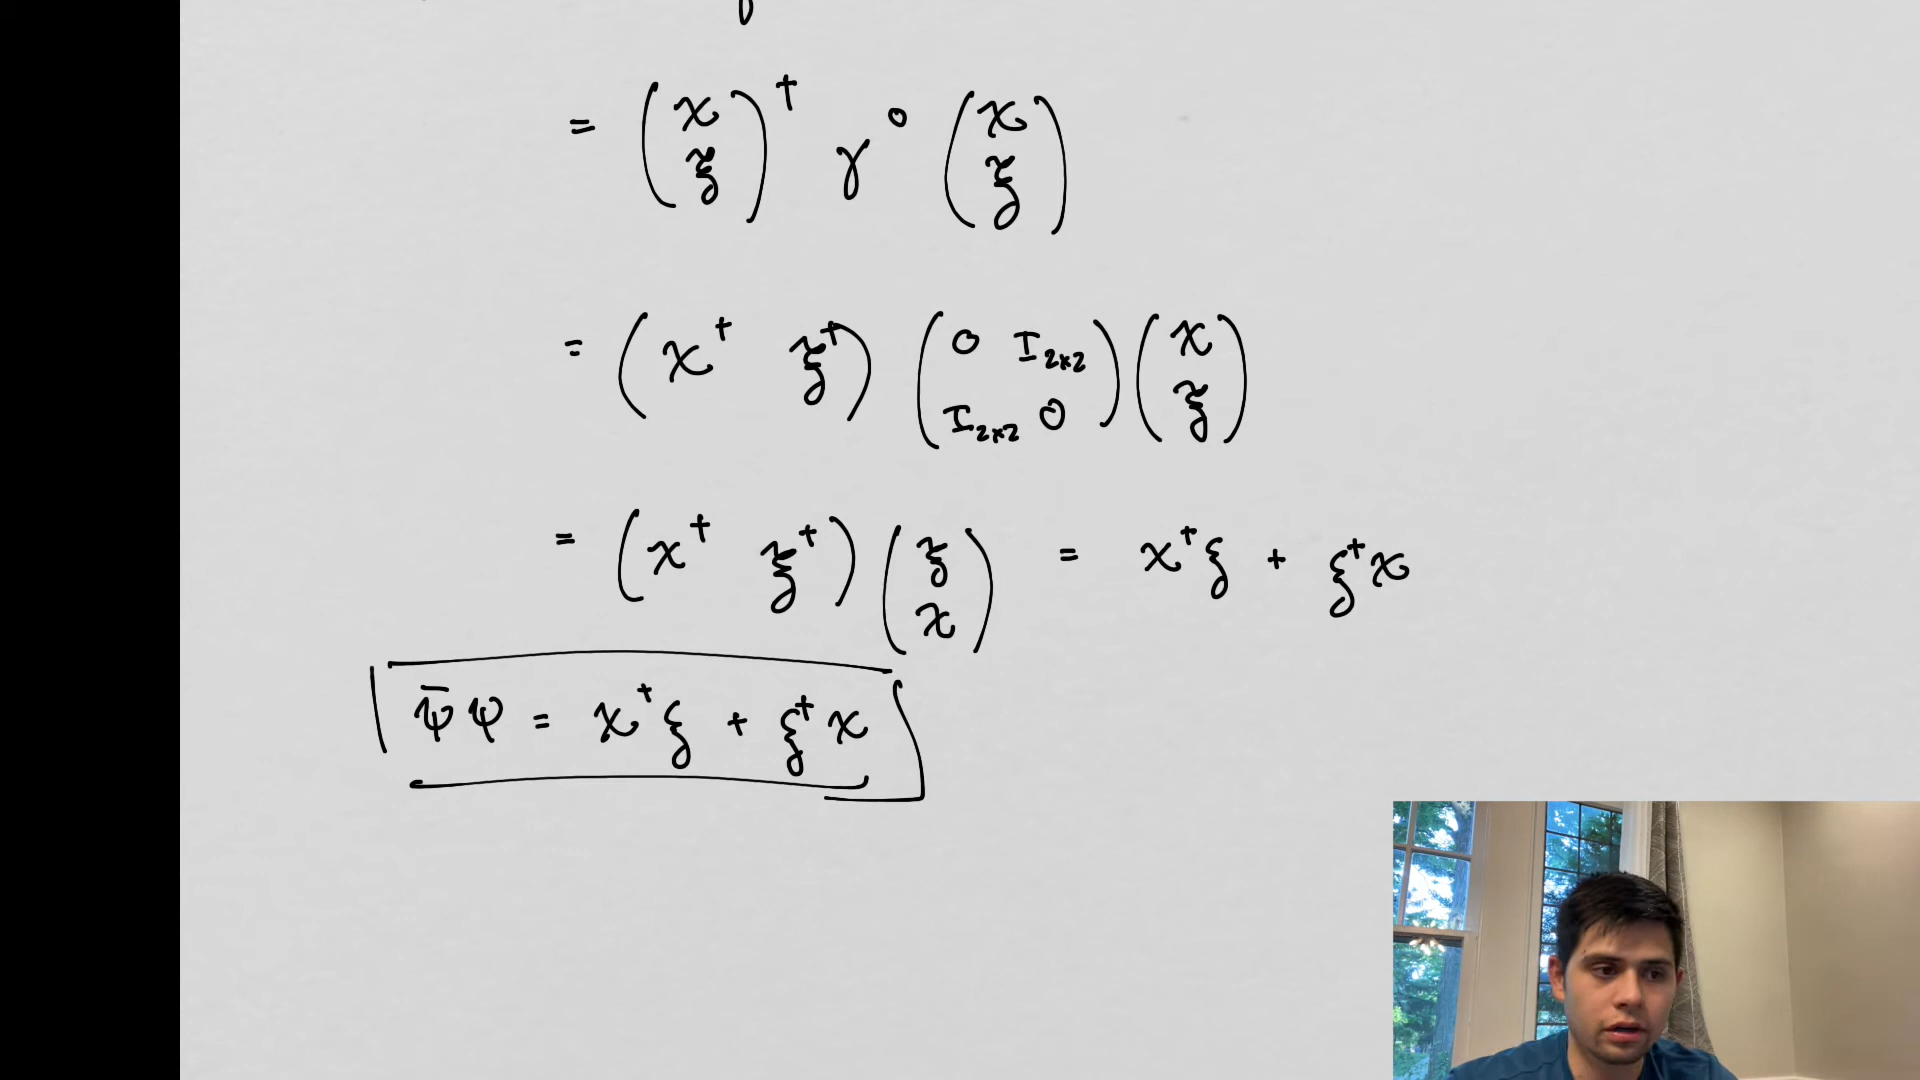 = (χ ξ)† γ⁰ (χ ξ)
= (χ† ξ†) (0 I₂ₓ₂ I₂ₓ₂ 0) (χ ξ)
= (χ† ξ†) (ξ χ) = χ†ξ + ξ†χ
ψ̄ψ = χ†ξ + ξ†χ